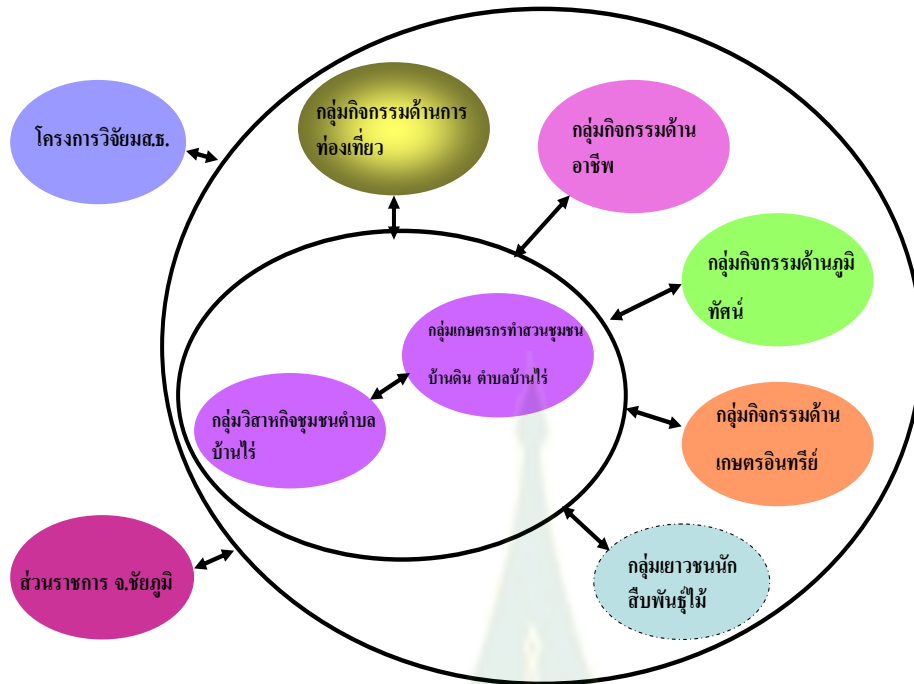 กลุ่มกิจกรรมด้านการ
ท่องเที่ยว
กลุ่มกิจกรรมด้าน
อาชีพ
โครงการวิจัยมส.ธ.
กลุ่มกิจกรรมด้านภูมิ
ทัศน์
กลุ่มเกษตรกรทำสวนชุมชน
บ้านดิน ตำบลบ้านไร่
กลุ่มวิสาหกิจชุมชนตำบล
บ้านไร่
กลุ่มกิจกรรมด้าน
เกษตรอินทรีย์
กลุ่มเยาวชนนัก
สืบพันธุ์ไม้
ส่วนราชการ จ.ชัยภูมิ